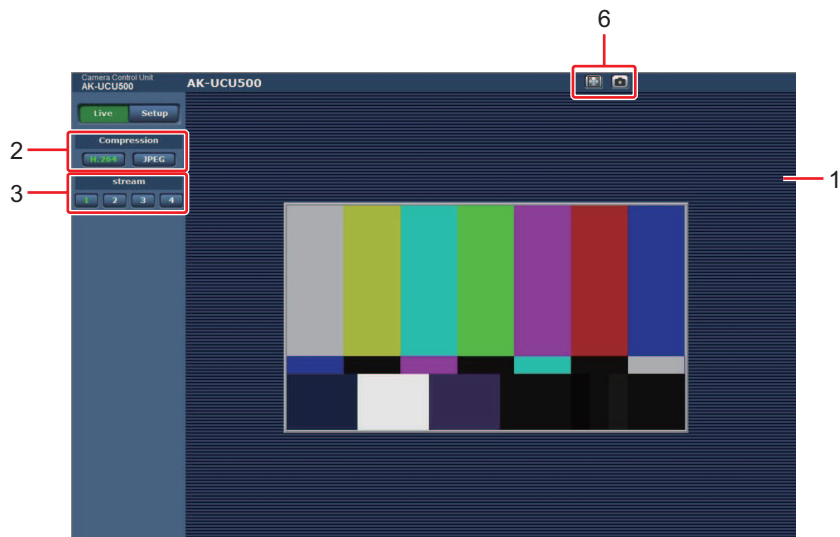 6
Camera Control Unit
AK-UCU500
AK-UCU500
Live Setup
2
Compression
H.264 JPEG
3
stream
1 2 3 4
1